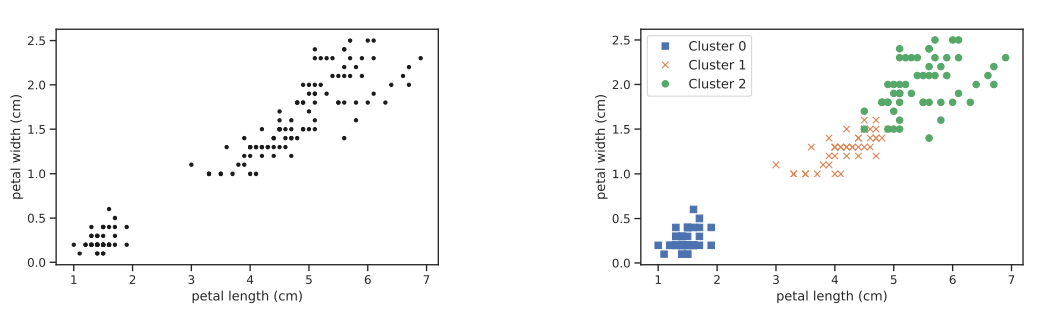 2.5
2.0
1.5
1.0
0.5
0.0
petal width (cm)
1 2 3 4 5 6 7
petal length (cm)
2.5
2.0
1.5
1.0
0.5
0.0
petal width (cm)
Cluster 0
Cluster 1
Cluster 2
1 2 3 4 5 6 7
petal length (cm)